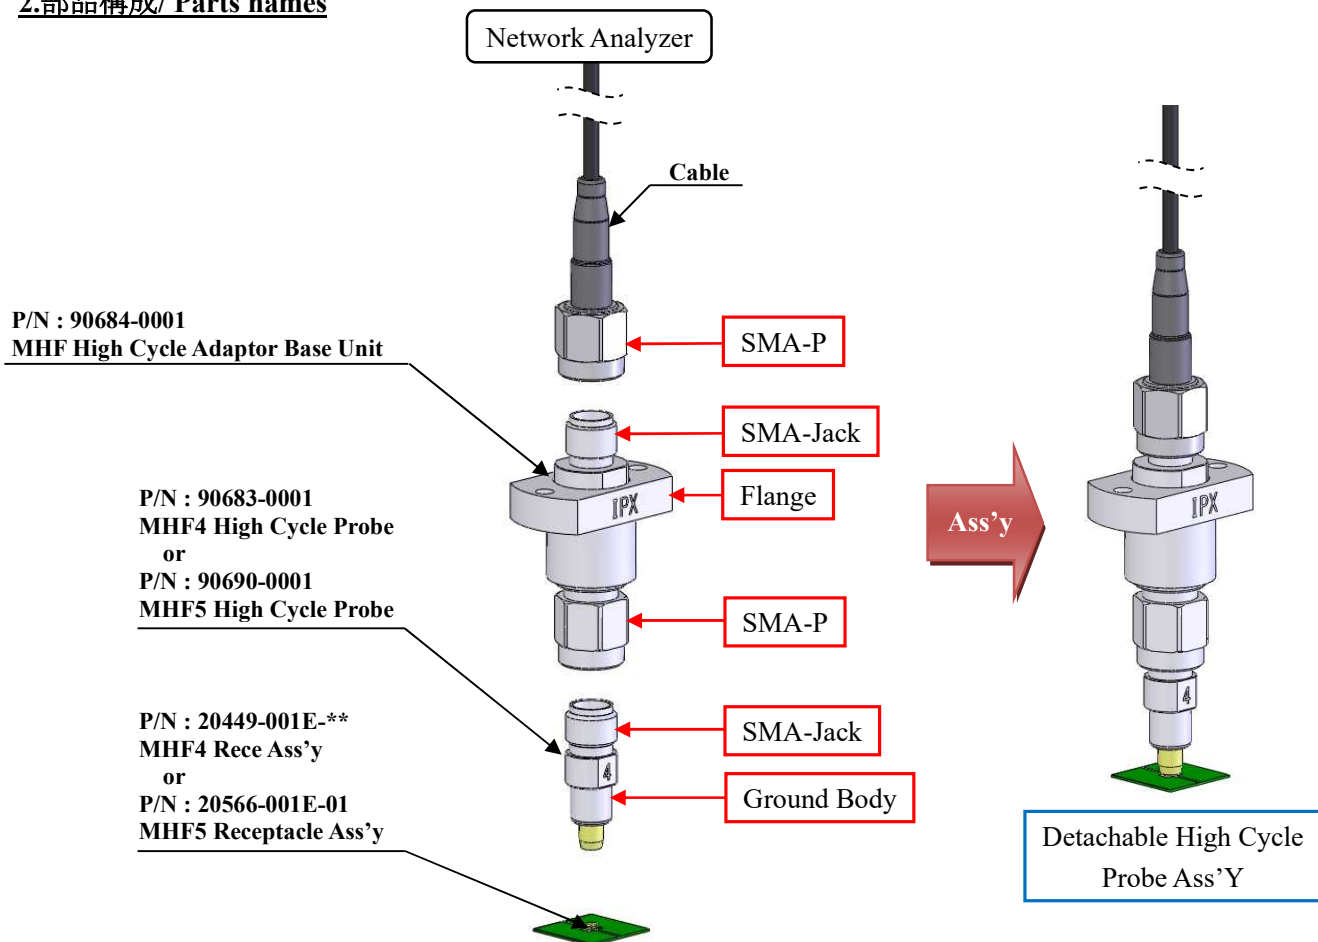 2.部品構成/ Parts names
Network Analyzer
Cable
P/N : 90684-0001
MHF High Cycle Adaptor Base Unit
SMA-P
SMA-Jack
Flange
IPX
P/N : 90683-0001
MHF4 High Cycle Probe
or
P/N : 90690-0001
MHF5 High Cycle Probe
SMA-P
P/N : 20449-001E-**
MHF4 Rece Ass’y
or
P/N : 20566-001E-01
MHF5 Receptacle Ass’y
SMA-Jack
4
Ground Body
Ass’y
IPX
4
Detachable High Cycle
Probe Ass’Y